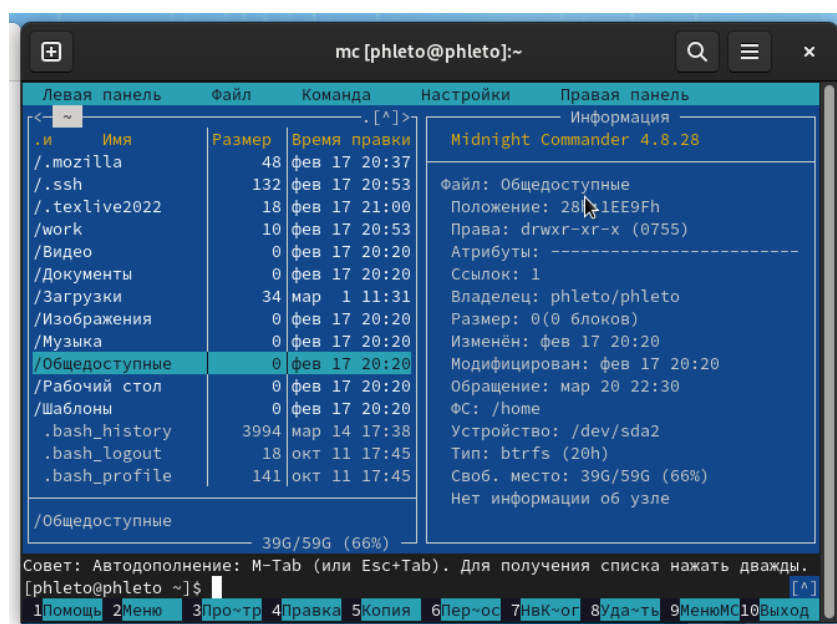 mc [phleto@phleto]:~
Левая панель Файл Команда Настройки Правая панель
<- ~ .[^]>
.и Имя Размер Время правки
/.mozilla 48 фев 17 20:37
/.ssh 132 фев 17 20:53
/.texlive2022 18 фев 17 21:00
/work 10 фев 17 20:53
/Видео 0 фев 17 20:20
/Документы 0 фев 17 20:20
/Загрузки 34 мар 1 11:31
/Изображения 0 фев 17 20:20
/Музыка 0 фев 17 20:20
/Общедоступные 0 фев 17 20:20
/Рабочий стол 0 фев 17 20:20
/Шаблоны 0 фев 17 20:20
.bash_history 3994 мар 14 17:38
.bash_logout 18 окт 11 17:45
.bash_profile 141 окт 11 17:45
/Общедоступные
39G/59G (66%)
Информация
Midnight Commander 4.8.28
Файл: Общедоступные
Положение:
Права: drwxr-xr-x (0755)
Атрибуты: -------------------------
Ссылок: 1
Владелец: phleto/phleto
Размер: 0(0 блоков)
Изменён: фев 17 20:20
Модифицирован: фев 17 20:20
Обращение: мар 20 22:30
ФС: /home
Устройство: /dev/sda2
Тип: btrfs (20h)
Своб. место: 39G/59G (66%)
Нет информации об узле
Совет: Автодополнение: M-Tab (или Esc+Tab). Для получения списка нажать дважды.
[phleto@phleto ~]$ [^]
1Помощь 2Меню 3Про~тр 4Правка 5Копия 6Пер~ос 7НвК~ог 8Уда~ть 9МенюMC 10Выход